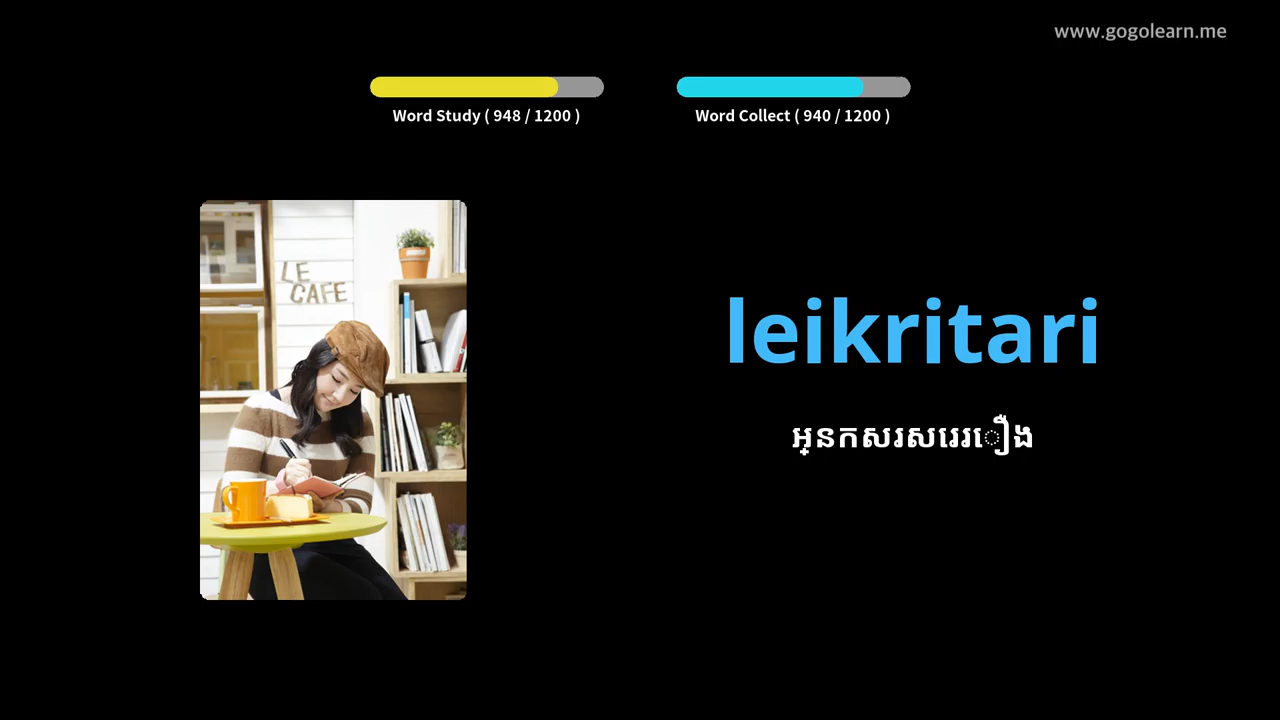 www.gogolearn.me
Word Study ( 948 / 1200 )
Word Collect ( 940 / 1200 )
LE
CAFE
leikritari
អ្នកសរសេររឿង